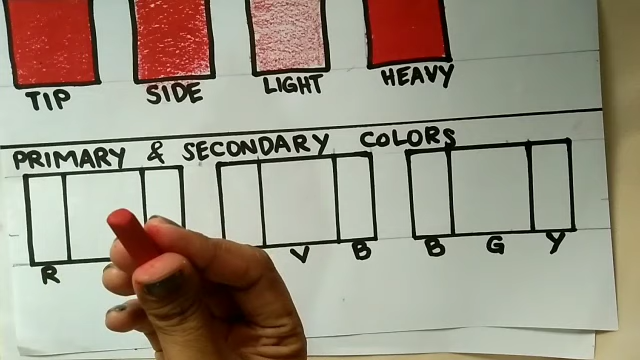 TIP SIDE LIGHT HEAVY
PRIMARY & SECONDARY COLORS
R V B B G Y